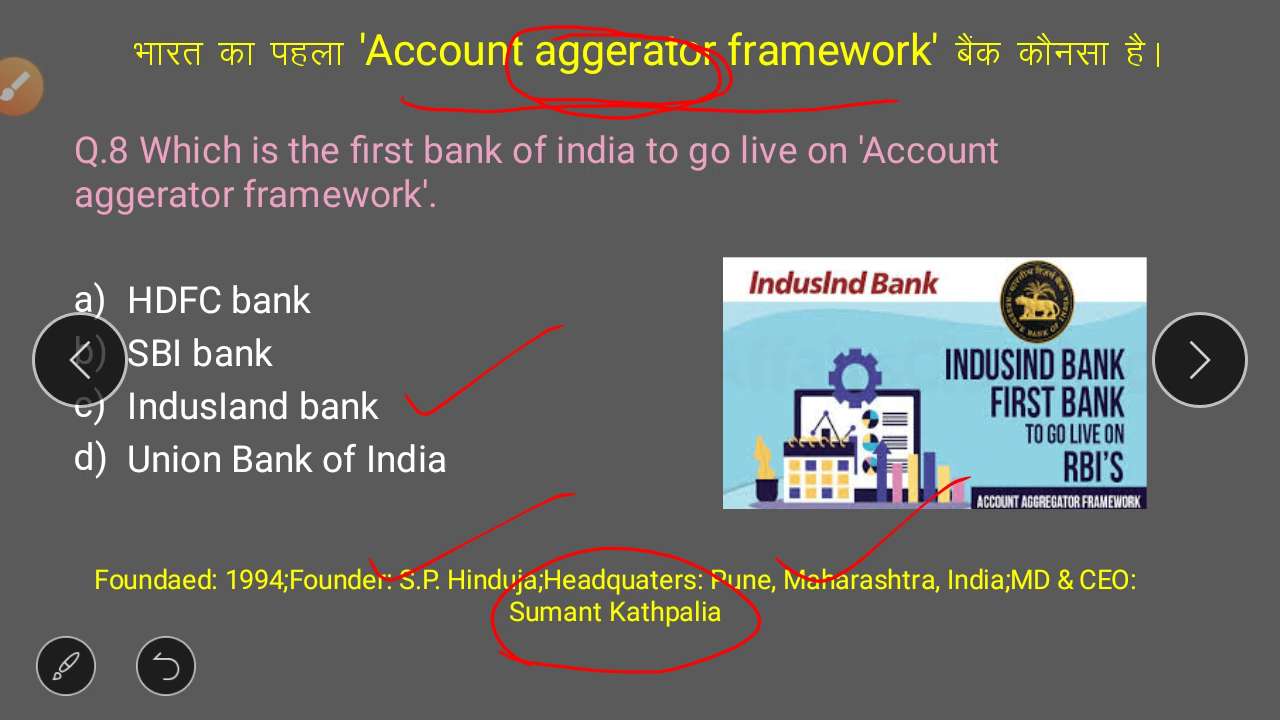 भारत का पहला 'Account aggerator framework' बैंक कौनसा है।
Q.8 Which is the first bank of india to go live on 'Account
aggerator framework'.
a) HDFC bank
b) SBI bank
c) IndusIand bank
d) Union Bank of India
IndusInd Bank
INDUSIND BANK
FIRST BANK
TO GO LIVE ON
RBI'S
ACCOUNT AGGREGATOR FRAMEWORK
Foundaed: 1994;Founder: S.P. Hinduja;Headquaters: Pune, Maharashtra, India;MD & CEO:
Sumant Kathpalia